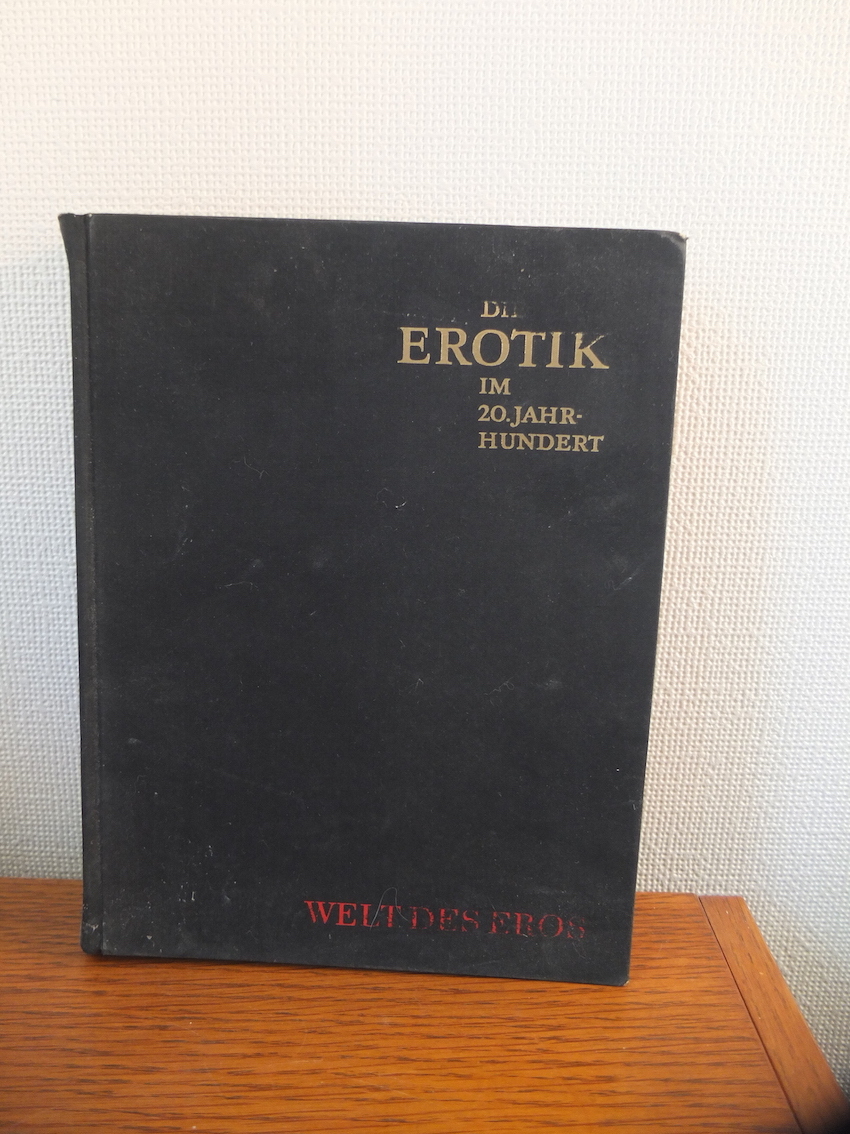 DIE
EROTIK
IM
20. JAHR-
HUNDERT
WELT DES EROS